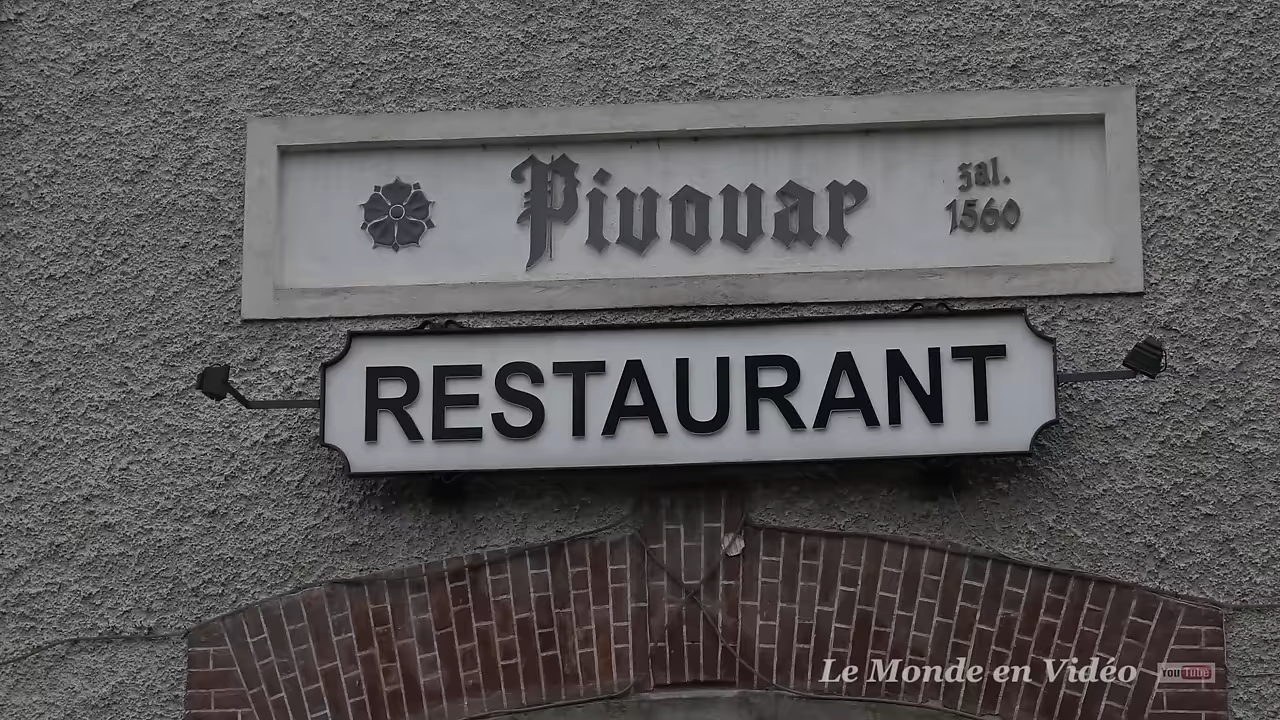 Pivovar
zal.
1560
RESTAURANT
Le Monde en Vidéo
YouTube